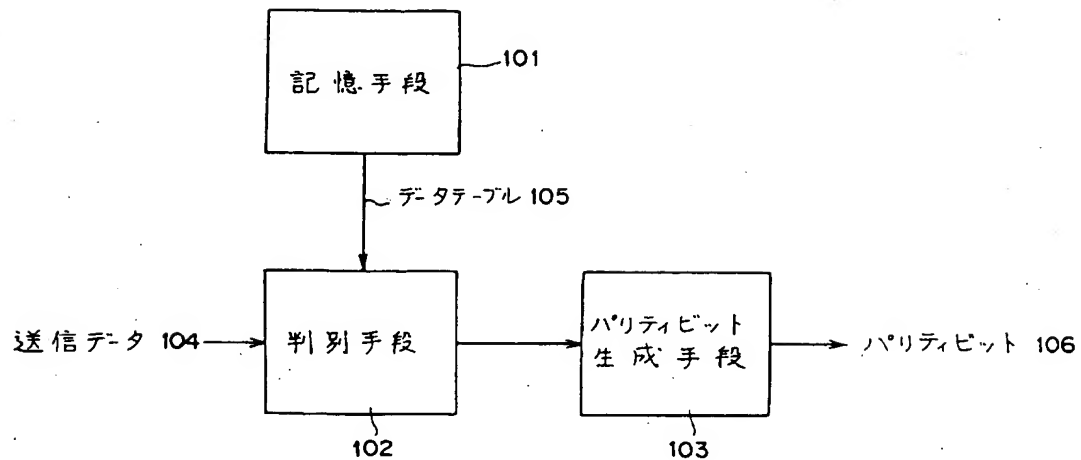 記憶手段
101
データテーブル 105
送信データ 104
判別手段
パリティビット
生成手段
パリティビット 106
102
103